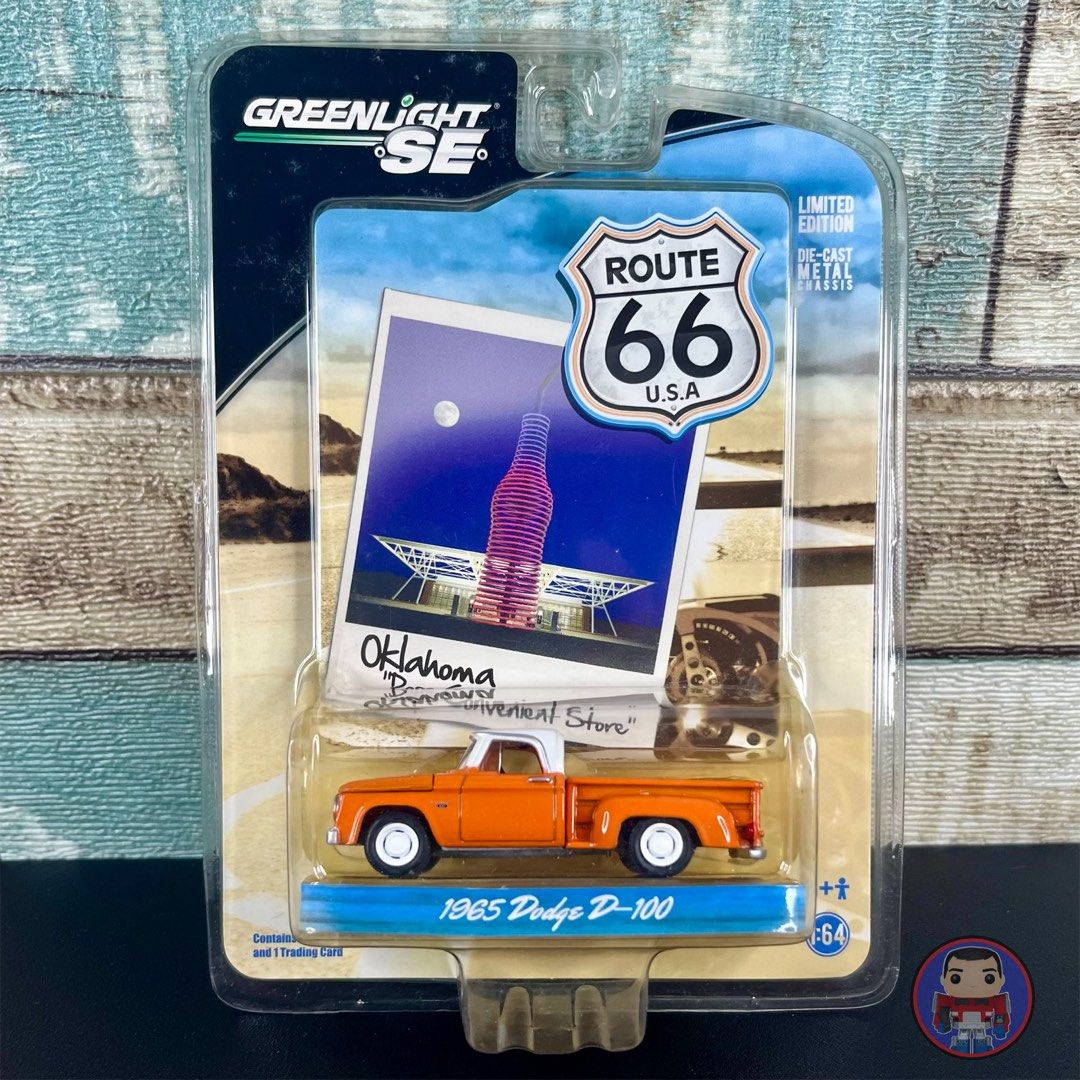 GREENLiGHT
SE
LIMITED
EDITION
DIE-CAST
METAL
CHASSIS
ROUTE
66
U.S.A
Oklahoma
Store"
1965 Dodge D-100
Contains
and 1 Trading Card
:64